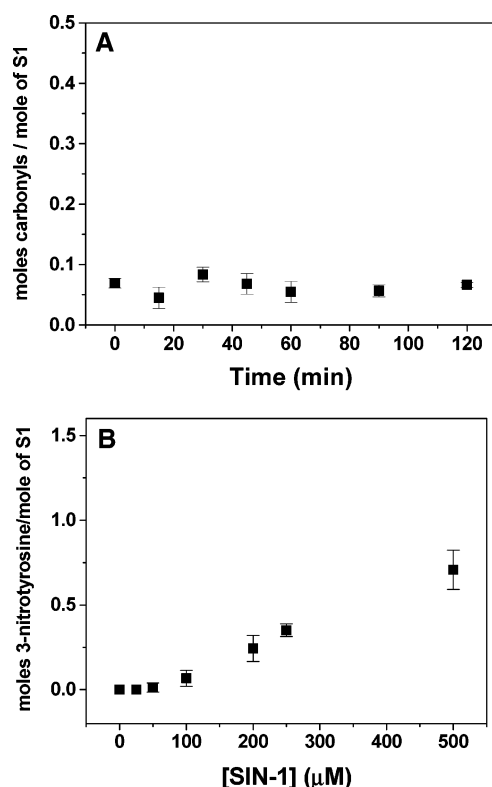 A
moles carbonyls / mole of S1
0.5
0.4
0.3
0.2
0.1
0.0
0 20 40 60 80 100 120
Time (min)
B
moles 3-nitrotyrosine/mole of S1
1.5
1.0
0.5
0.0
0 100 200 300 400 500
[SIN-1] (μM)